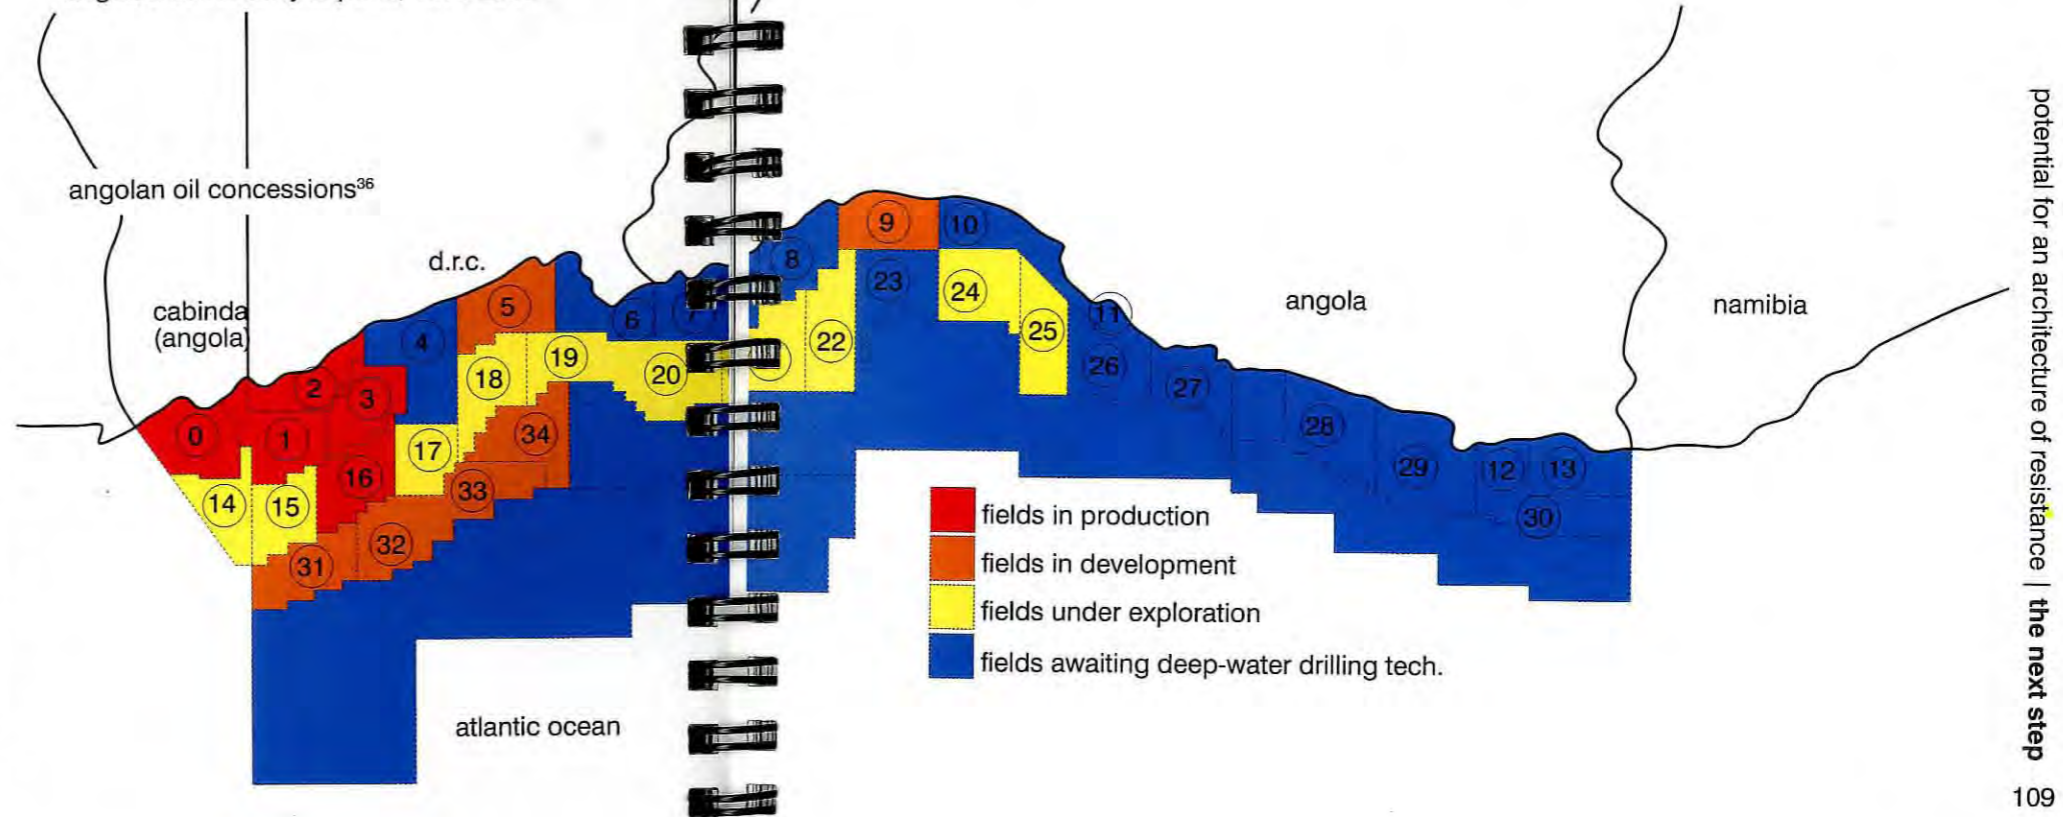 angolan oil concessions36
d.r.c.
cabinda
(angola)
angola
namibia
0
1
2
3
4
5
6
7
8
9
10
11
12
13
14
15
16
17
18
19
20
22
23
24
25
26
27
28
29
30
31
32
33
34
fields in production
fields in development
fields under exploration
fields awaiting deep-water drilling tech.
atlantic ocean
potential for an architecture of resistance | the next step
109